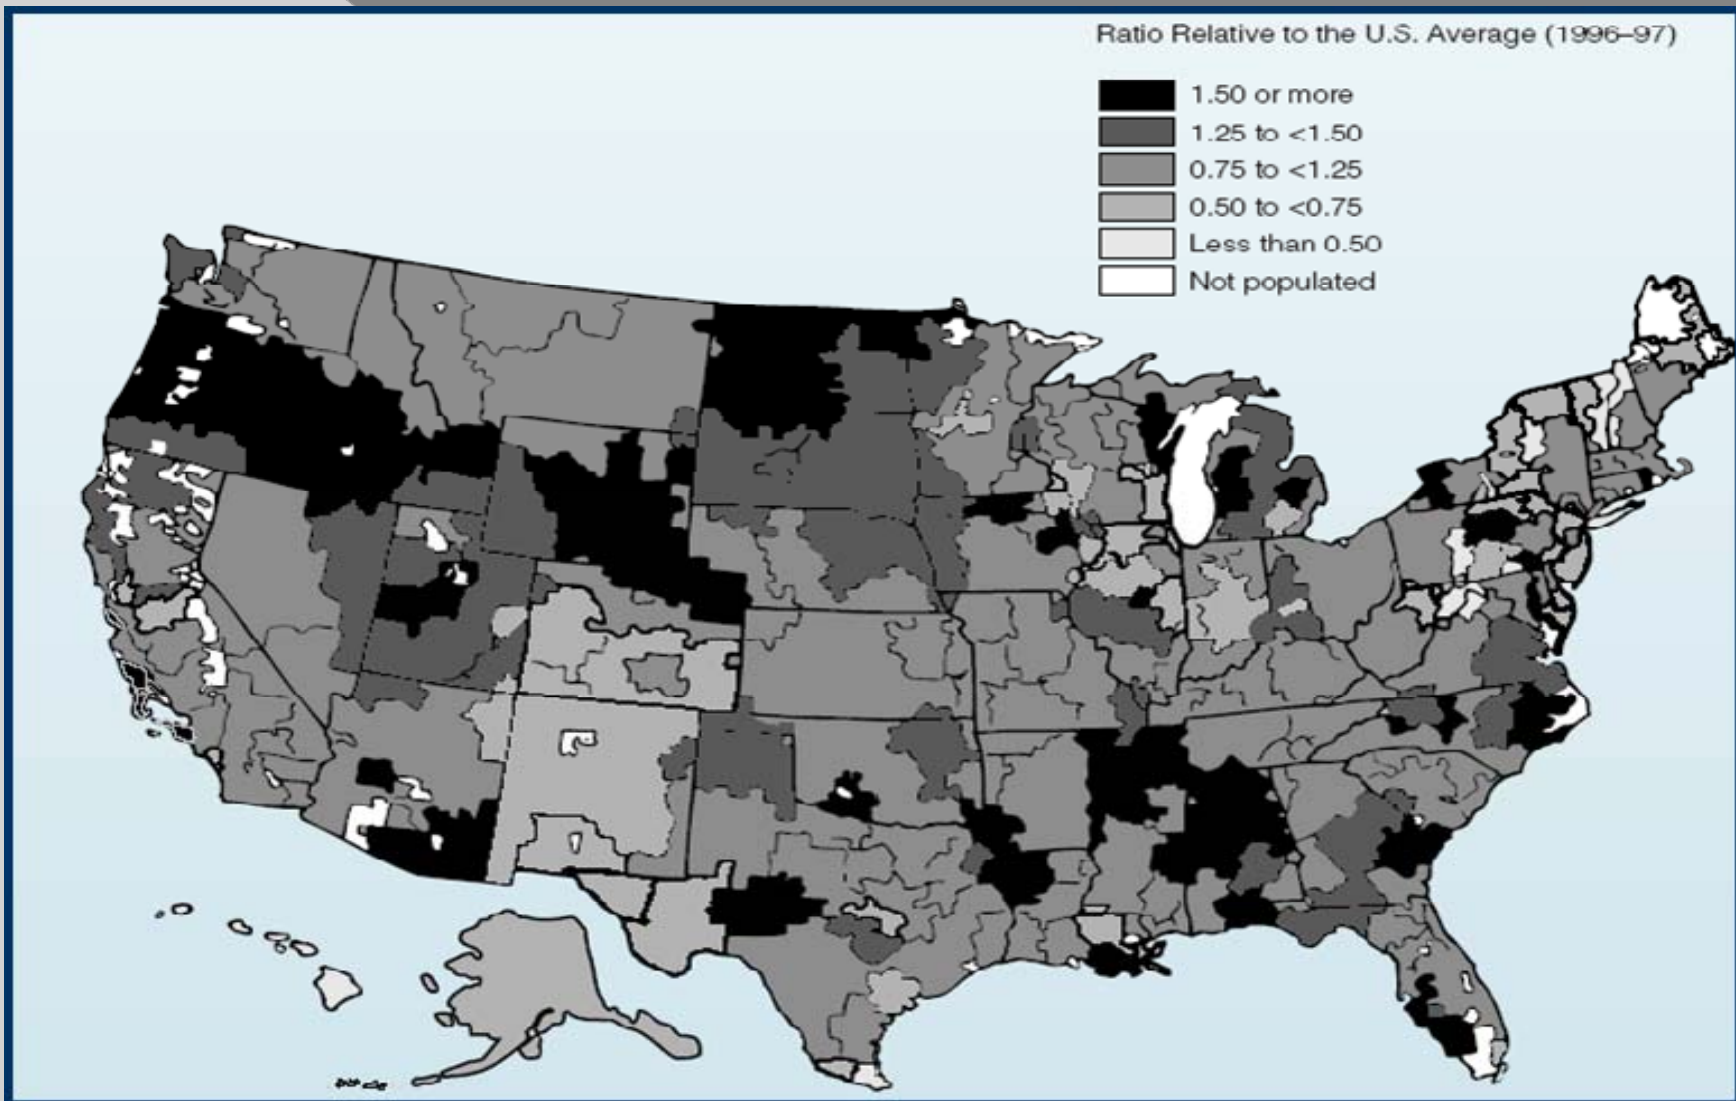 Ratio Relative to the U.S. Average (1996–97)
1.50 or more
1.25 to <1.50
0.75 to <1.25
0.50 to <0.75
Less than 0.50
Not populated